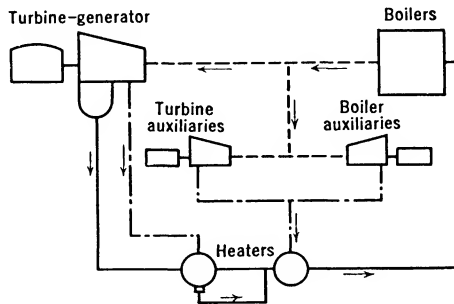 Turbine-generator
Boilers
Turbine
auxiliaries
Boiler
auxiliaries
Heaters